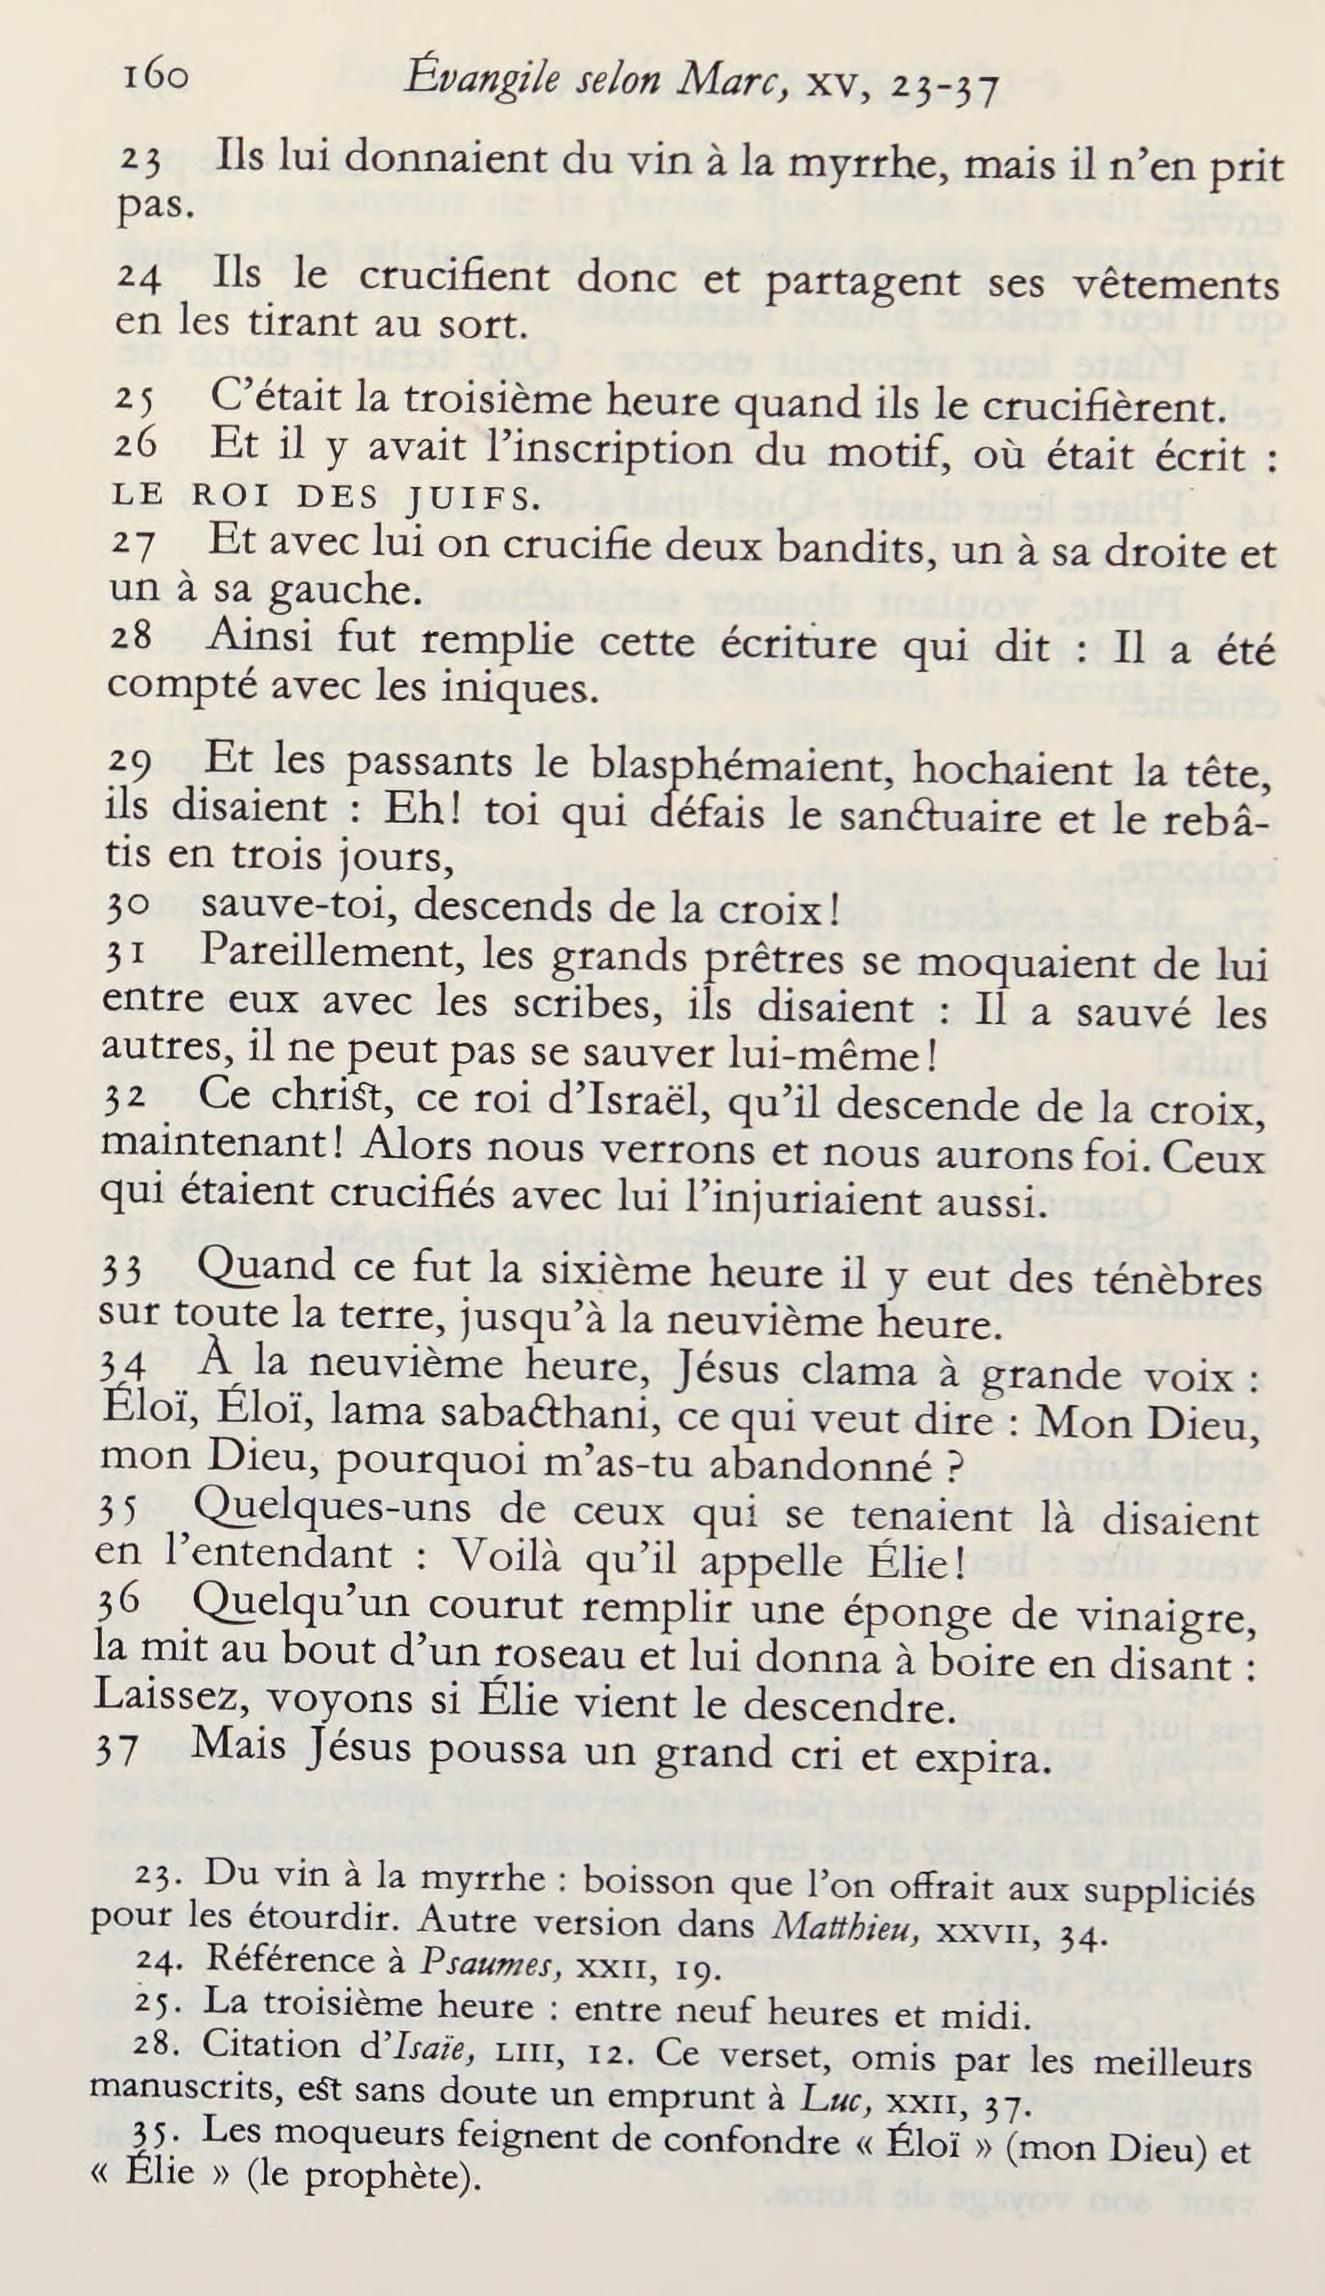 160 Évangile selon Marc, XV, 23-37
23 Ils lui donnaient du vin à la myrrhe, mais il n’en prit
pas.
24 Ils le crucifient donc et partagent ses vêtements
en les tirant au sort.
25 C’était la troisième heure quand ils le crucifièrent.
26 Et il y avait l’inscription du motif, où était écrit :
LE ROI DES JUIFS.
27 Et avec lui on crucifie deux bandits, un à sa droite et
un à sa gauche.
28 Ainsi fut remplie cette écriture qui dit : Il a été
compté avec les iniques.
29 Et les passants le blasphémaient, hochaient la tête,
ils disaient : Eh! toi qui défais le sanctuaire et le rebâ-
tis en trois jours,
30 sauve-toi, descends de la croix!
31 Pareillement, les grands prêtres se moquaient de lui
entre eux avec les scribes, ils disaient : Il a sauvé les
autres, il ne peut pas se sauver lui-même!
32 Ce christ, ce roi d’Israël, qu’il descende de la croix,
maintenant! Alors nous verrons et nous aurons foi. Ceux
qui étaient crucifiés avec lui l’injuriaient aussi.
33 Quand ce fut la sixième heure il y eut des ténèbres
sur toute la terre, jusqu’à la neuvième heure.
34 À la neuvième heure, Jésus clama à grande voix :
Éloï, Éloï, lama sabacthani, ce qui veut dire : Mon Dieu,
mon Dieu, pourquoi m’as-tu abandonné ?
35 Quelques-uns de ceux qui se tenaient là disaient
en l’entendant : Voilà qu’il appelle Élie!
36 Quelqu’un courut remplir une éponge de vinaigre,
la mit au bout d’un roseau et lui donna à boire en disant :
Laissez, voyons si Élie vient le descendre.
37 Mais Jésus poussa un grand cri et expira.
23. Du vin à la myrrhe : boisson que l’on offrait aux suppliciés
pour les étourdir. Autre version dans Matthieu, XXVII, 34.
24. Référence à Psaumes, XXII, 19.
25. La troisième heure : entre neuf heures et midi.
28. Citation d’Isaïe, LIII, 12. Ce verset, omis par les meilleurs
manuscrits, est sans doute un emprunt à Luc, XXII, 37.
35. Les moqueurs feignent de confondre « Éloï » (mon Dieu) et
« Élie » (le prophète).